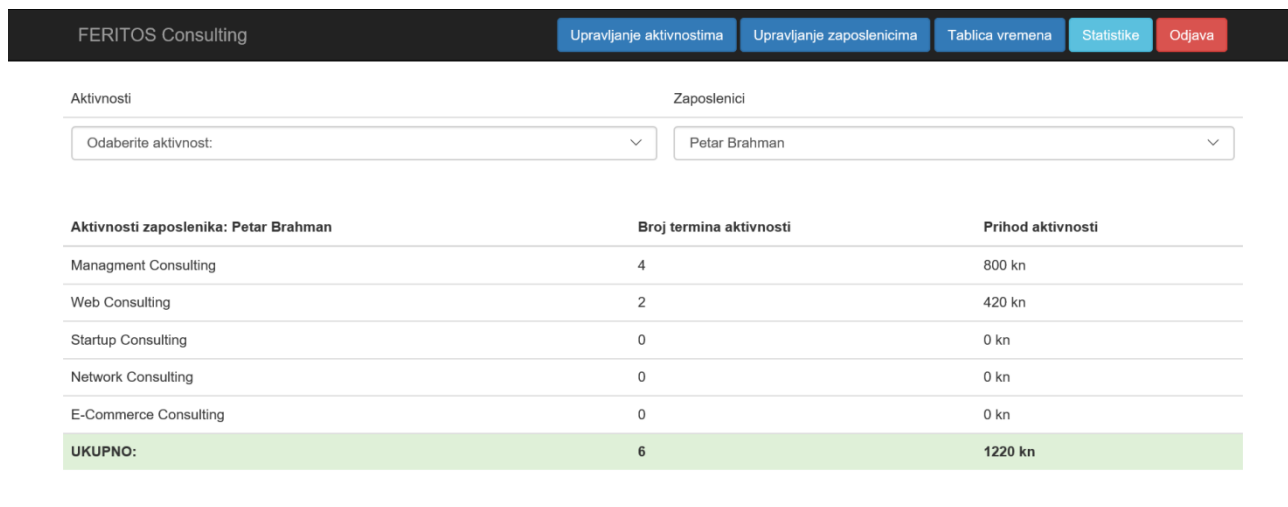 FERITOS Consulting Upravljanje aktivnostima Upravljanje zaposlenicima Tablica vremena Statistike Odjava
Aktivnosti Zaposlenici
Odaberite aktivnost: Petar Brahman
Aktivnosti zaposlenika: Petar Brahman Broj termina aktivnosti Prihod aktivnosti
Managment Consulting 4 800 kn
Web Consulting 2 420 kn
Startup Consulting 0 0 kn
Network Consulting 0 0 kn
E-Commerce Consulting 0 0 kn
UKUPNO: 6 1220 kn